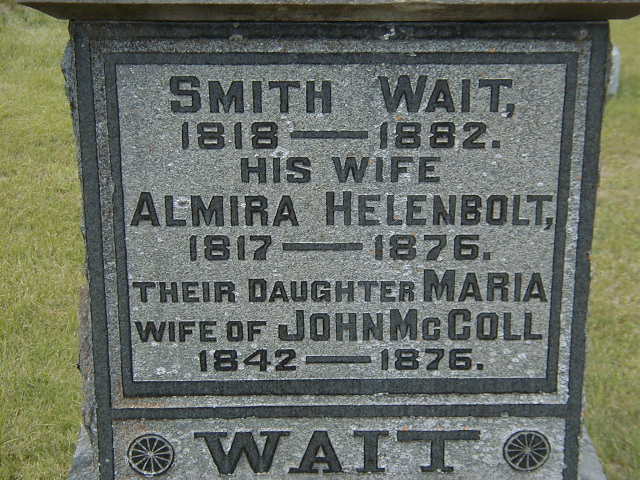 SMITH WAIT,
1818 — 1882.
HIS WIFE
ALMIRA HELENBOLT,
1817 — 1876.
THEIR DAUGHTER MARIA
WIFE OF JOHN MCCOLL
1842 — 1876.
WAIT